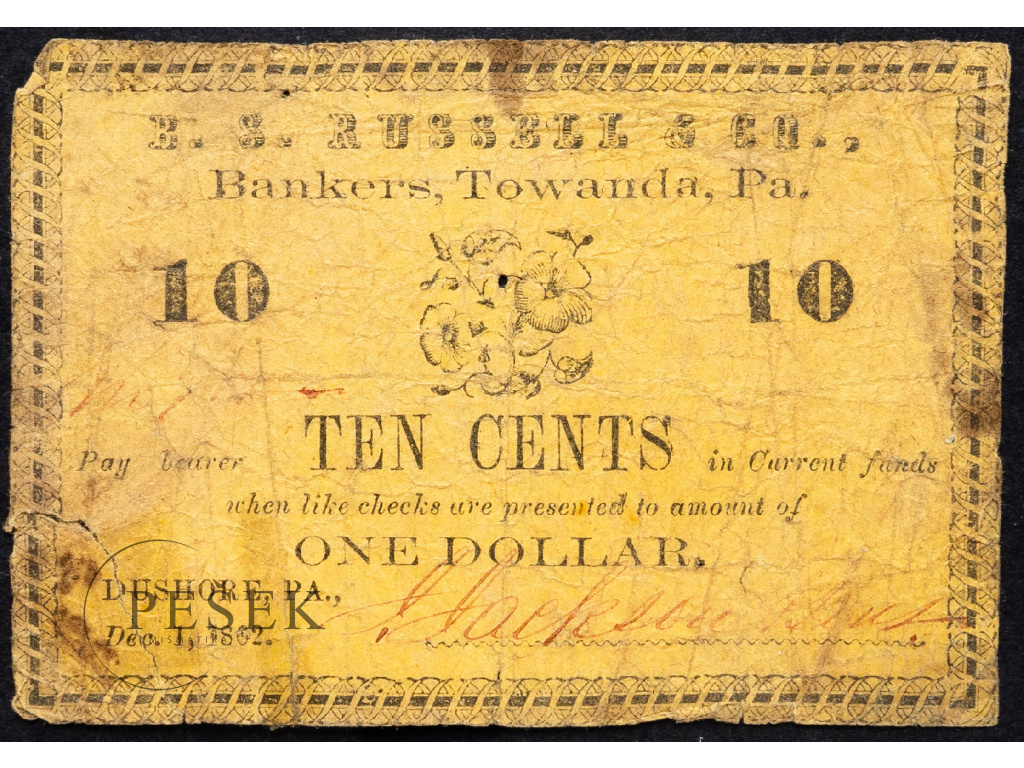 B. S. RUSSELL & CO.,
Bankers, Towanda, Pa.
10 10
TEN CENTS
Pay bearer in Current funds
when like checks are presented to amount of
ONE DOLLAR.
DUSHORE, PA.,
PESEK
Dec. 1, 1862.
Jackson